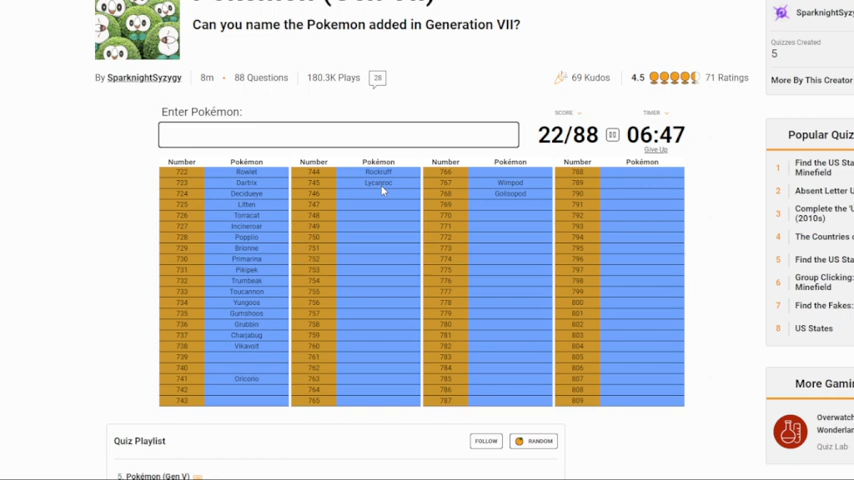 SparknightSyzy
Can you name the Pokemon added in Generation VII?
Quizzes Created
5
By SparknightSyzygy 8m • 88 Questions 180.3K Plays 28 69 Kudos 4.5 71 Ratings
More By This Creator
Enter Pokémon:
SCORE TIMER
22/88 06:47
Give Up
Popular Quiz
Number Pokémon Number Pokémon Number Pokémon Number Pokémon
722 Rowlet 744 Rockruff 766 788
723 Dartrix 745 Lycanroc 767 Wimpod 789
724 Decidueye 746 768 Golisopod 790
725 Litten 747 769 791
726 Torracat 748 770 792
727 Incineroar 749 771 793
728 Popplio 750 772 794
729 Brionne 751 773 795
730 Primarina 752 774 796
731 Pikipek 753 775 797
732 Trumbeak 754 776 798
733 Toucannon 755 777 799
734 Yungoos 756 778 800
735 Gumshoos 757 779 801
736 Grubbin 758 780 802
737 Charjabug 759 781 803
738 Vikavolt 760 782 804
739 761 783 805
740 762 784 806
741 Oricorio 763 785 807
742 764 786 808
743 765 787 809
1 Find the US Sta
Minefield
2 Absent Letter U
3 Complete the 'U
(2010s)
4 The Countries o
5 Find the US Sta
6 Group Clicking:
Minefield
7 Find the Fakes:
8 US States
More Gami
Overwatch
Wonderlan
Quiz Lab
Quiz Playlist FOLLOW RANDOM
5. Pokémon (Gen V)